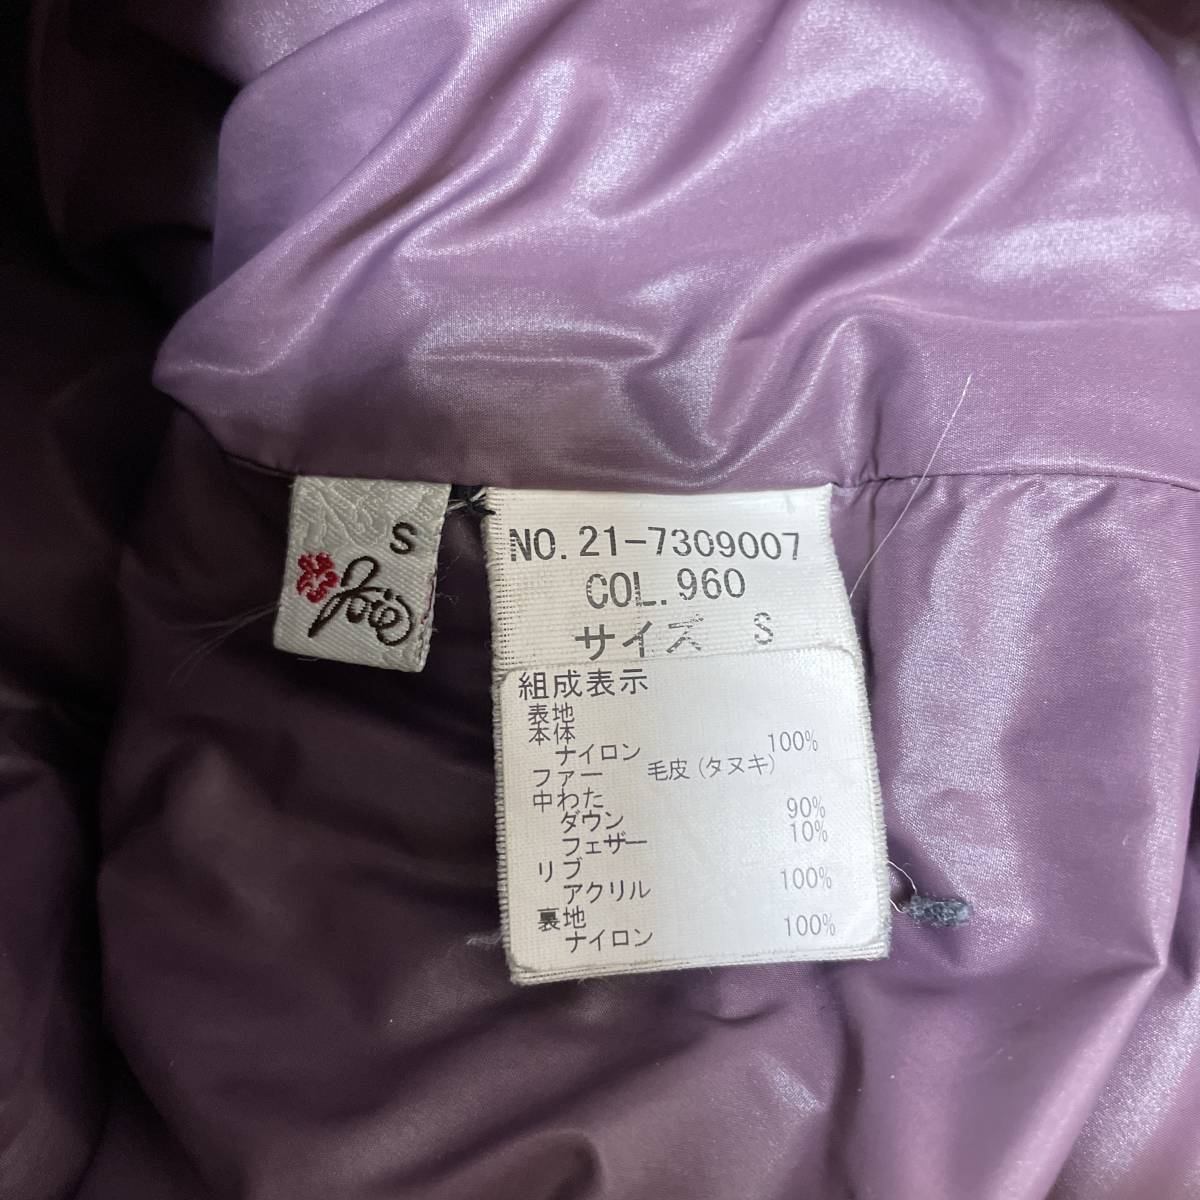 S
Joie
NO. 21-7309007
COL. 960
サイズ S
組成表示
表地
本体
ナイロン 100%
ファー 毛皮(タヌキ)
中わた
ダウン 90%
フェザー 10%
リブ
アクリル 100%
裏地
ナイロン 100%